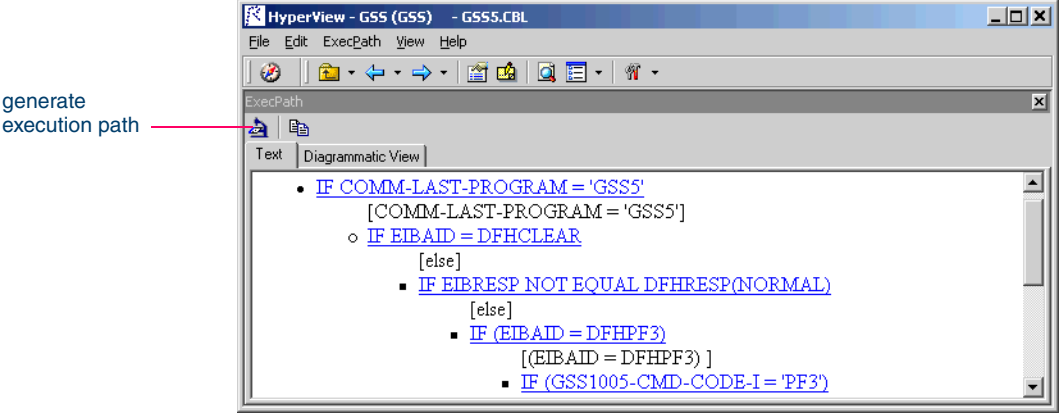 HyperView - GSS (GSS) - GSS5.CBL
File Edit ExecPath View Help
generate
execution path
ExecPath
Text Diagrammatic View
• IF COMM-LAST-PROGRAM = 'GSS5'
[COMM-LAST-PROGRAM = 'GSS5']
o IF EIBAID = DFHCLEAR
[else]
▪ IF EIBRESP NOT EQUAL DFHRESP(NORMAL)
[else]
▪ IF (EIBAID = DFHPF3)
[(EIBAID = DFHPF3) ]
▪ IF (GSS1005-CMD-CODE-I = 'PF3')